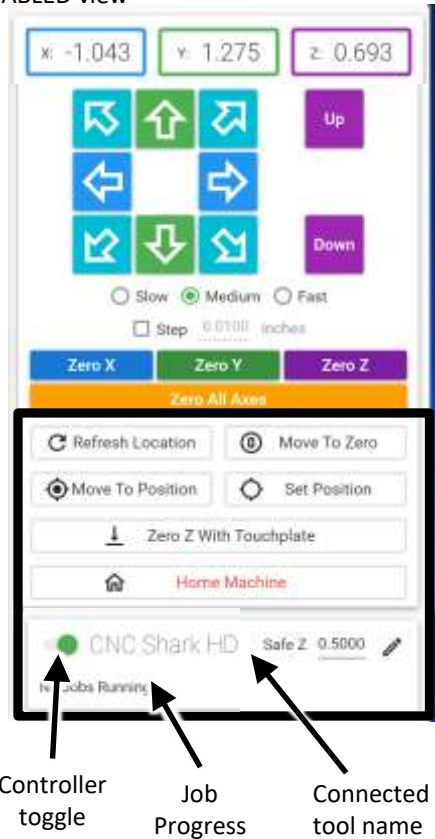 X: -1.043 Y: 1.275 Z: 0.693
Up
Down
Slow Medium Fast
Step 0.0100 inches
Zero X Zero Y Zero Z
Zero All Axes
Refresh Location Move To Zero
Move To Position Set Position
Zero Z With Touchplate
Home Machine
CNC Shark HD Safe Z 0.5000
Jobs Running
Controller toggle
Job Progress
Connected tool name